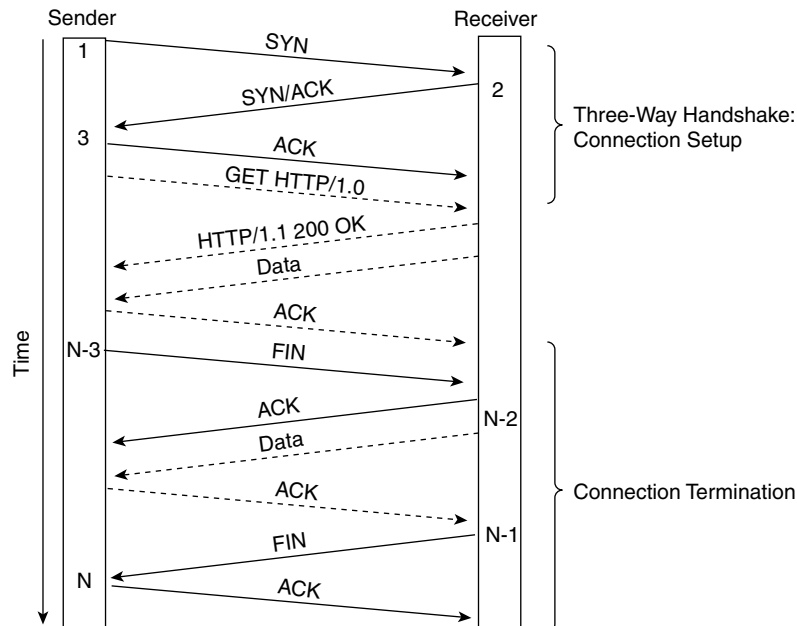 Sender
Receiver
1
SYN
SYN/ACK
2
Three-Way Handshake:
Connection Setup
3
ACK
GET HTTP/1.0
HTTP/1.1 200 OK
Data
ACK
Time
N-3
FIN
ACK
N-2
Data
ACK
Connection Termination
N-1
FIN
N
ACK